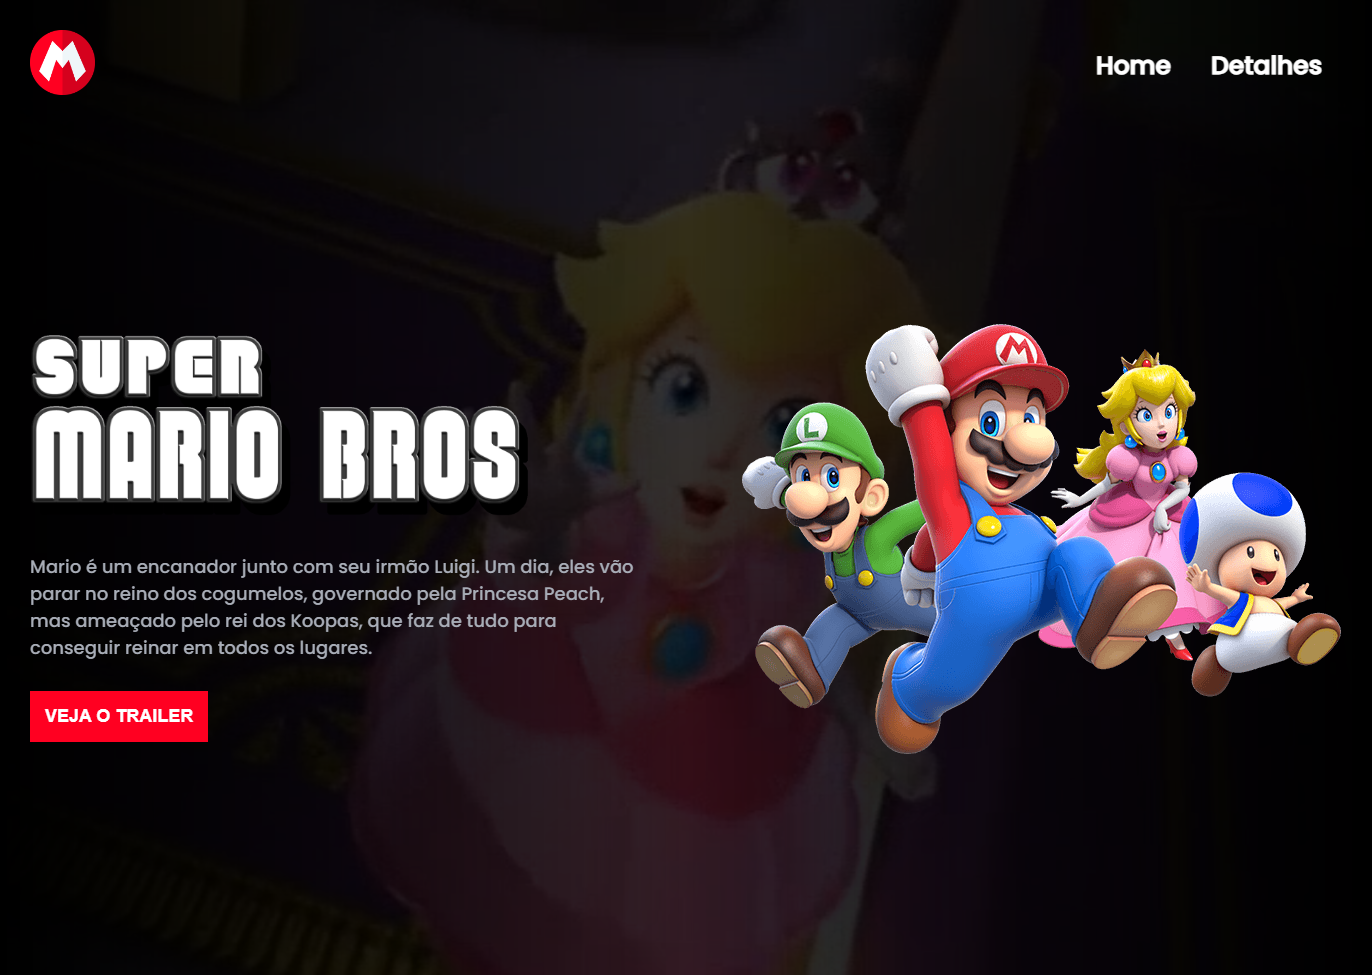 M
Home Detalhes
SUPER
MARIO BROS
L
M
Mario é um encanador junto com seu irmão Luigi. Um dia, eles vão
parar no reino dos cogumelos, governado pela Princesa Peach,
mas ameaçado pelo rei dos Koopas, que faz de tudo para
conseguir reinar em todos os lugares.
VEJA O TRAILER